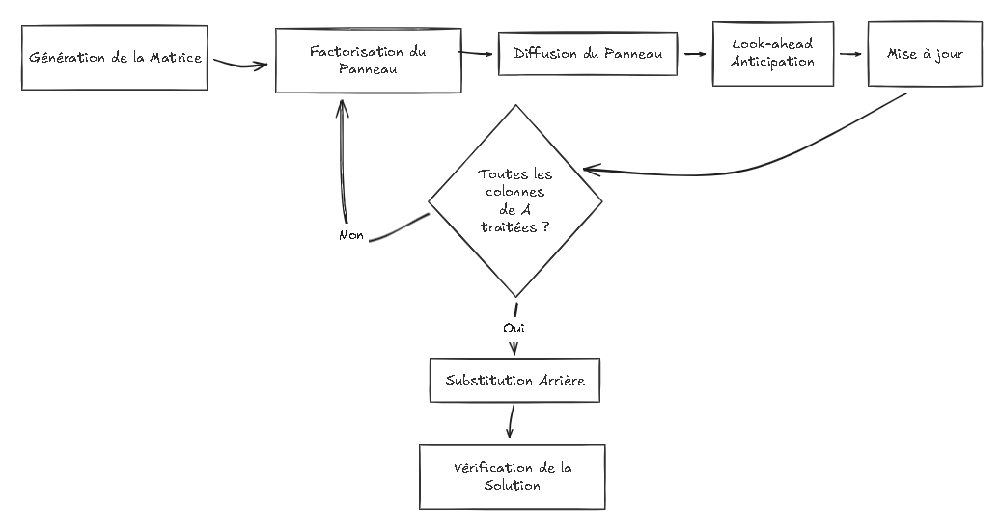 Génération de la Matrice
Factorisation du
Panneau
Diffusion du Panneau
Look-ahead
Anticipation
Mise à jour
Toutes les
colonnes
de A
traitées ?
Non
Oui
Substitution Arrière
Vérification de la
Solution